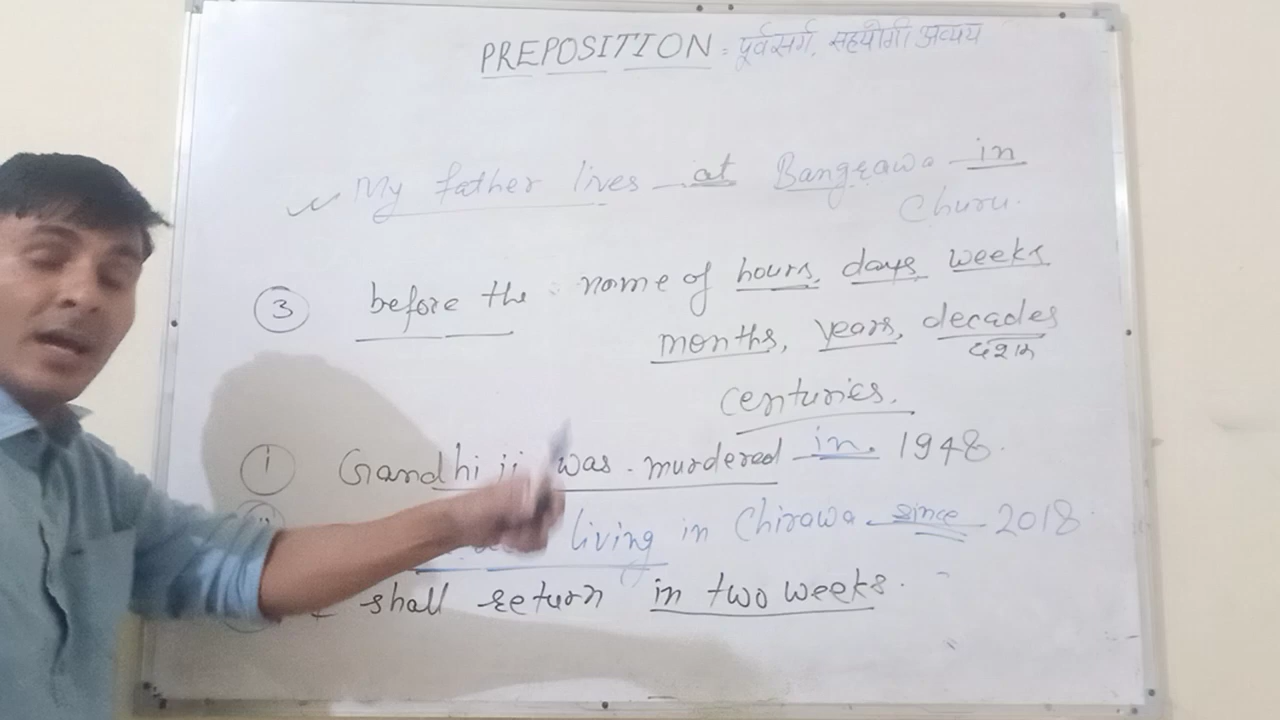 PREPOSITION : पूर्वसर्ग, सहयोगी अव्यय
My father lives at Bangrawa in
Churu.
3 before the name of hours, days, weeks
months, years, decades
दशक
centuries.
i Gandhi ji was murdered in 1948.
living in Chirawa since 2018
I shall return in two weeks.